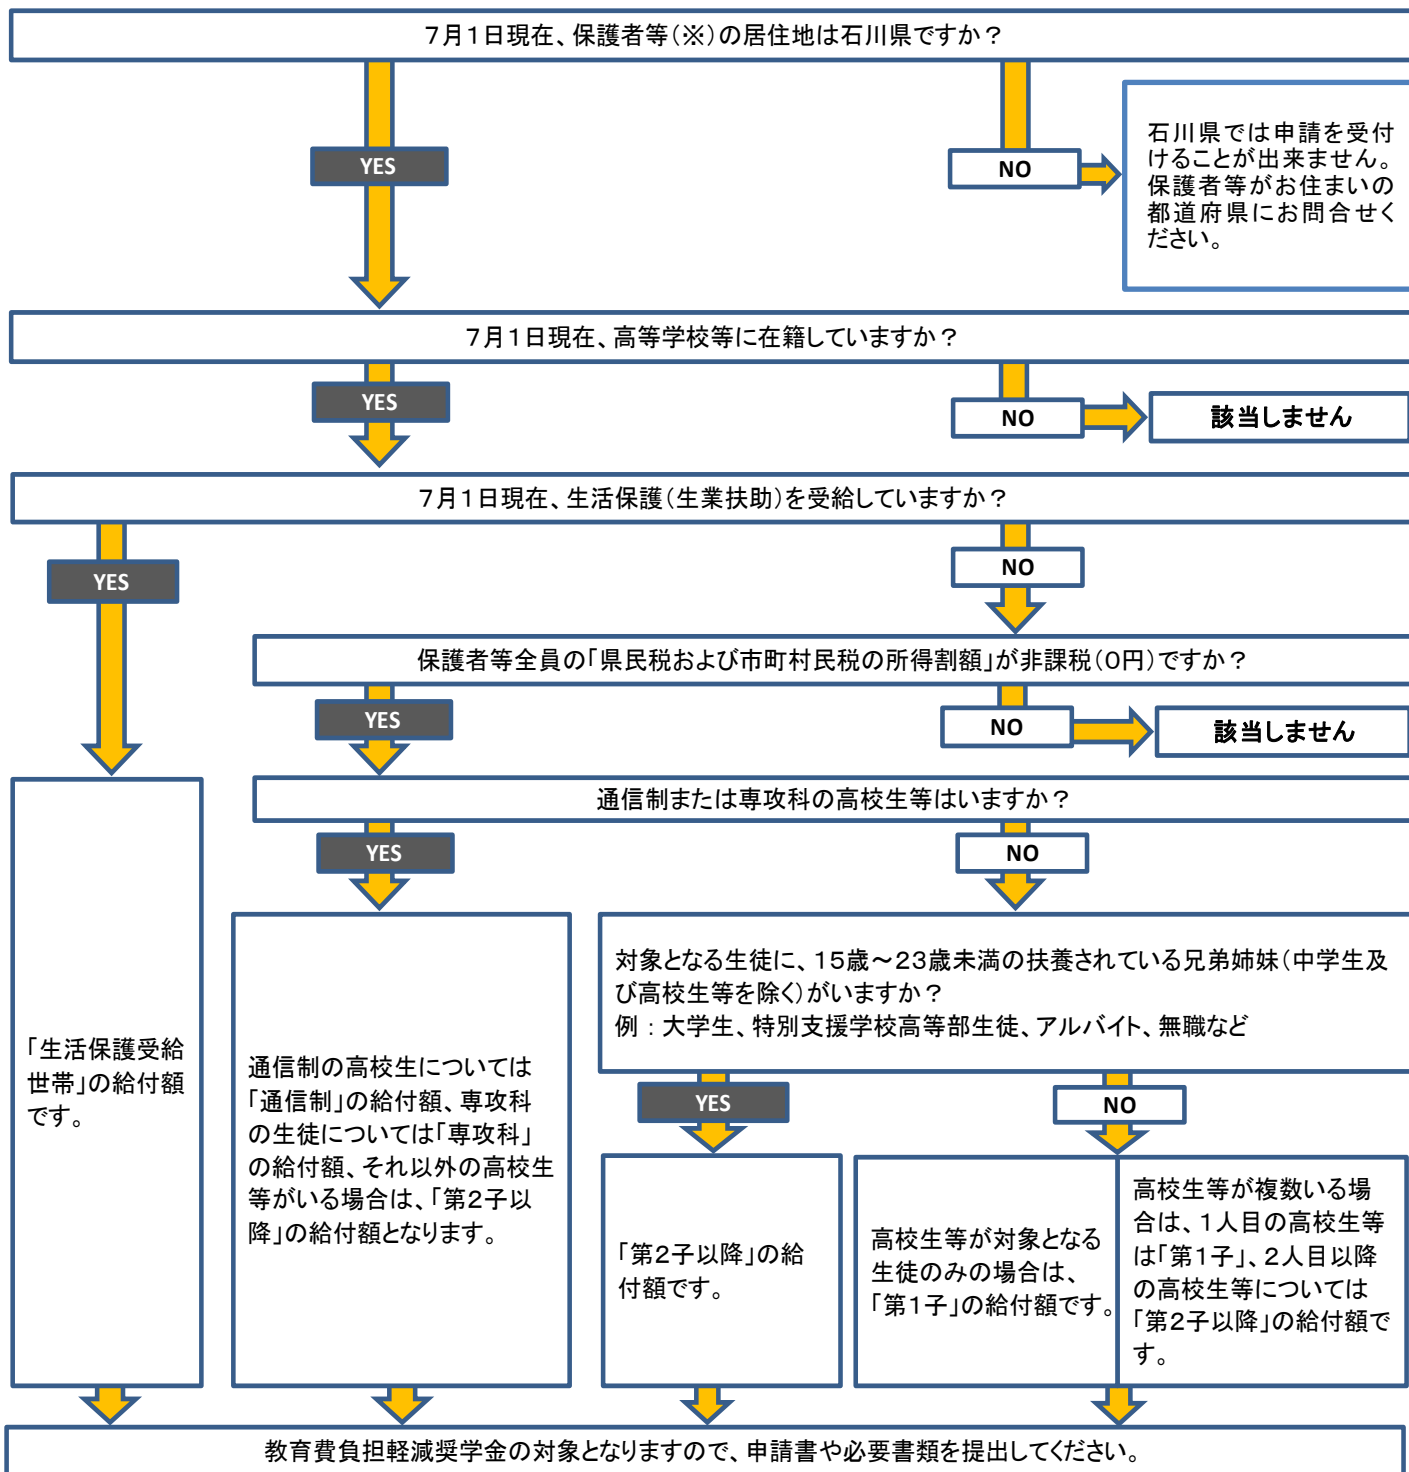 7月1日現在、保護者等(※)の居住地は石川県ですか?
YES
NO
石川県では申請を受付
けることが出来ません。
保護者等がお住まいの
都道府県にお問合せく
ださい。
7月1日現在、高等学校等に在籍していますか?
YES
NO
該当しません
7月1日現在、生活保護(生業扶助)を受給していますか?
YES
NO
保護者等全員の「県民税および市町村民税の所得割額」が非課税(0円)ですか?
YES
NO
該当しません
通信制または専攻科の高校生等はいますか?
YES
NO
「生活保護受給
世帯」の給付額
です。
通信制の高校生については
「通信制」の給付額、専攻科
の生徒については「専攻科」
の給付額、それ以外の高校生
等がいる場合は、「第2子以
降」の給付額となります。
対象となる生徒に、15歳~23歳未満の扶養されている兄弟姉妹(中学生及
び高校生等を除く)がいますか?
例:大学生、特別支援学校高等部生徒、アルバイト、無職など
YES
NO
「第2子以降」の給
付額です。
高校生等が対象となる
生徒のみの場合は、
「第1子」の給付額です。
高校生等が複数いる場
合は、1人目の高校生等
は「第1子」、2人目以降
の高校生等については
「第2子以降」の給付額で
す。
教育費負担軽減奨学金の対象となりますので、申請書や必要書類を提出してください。